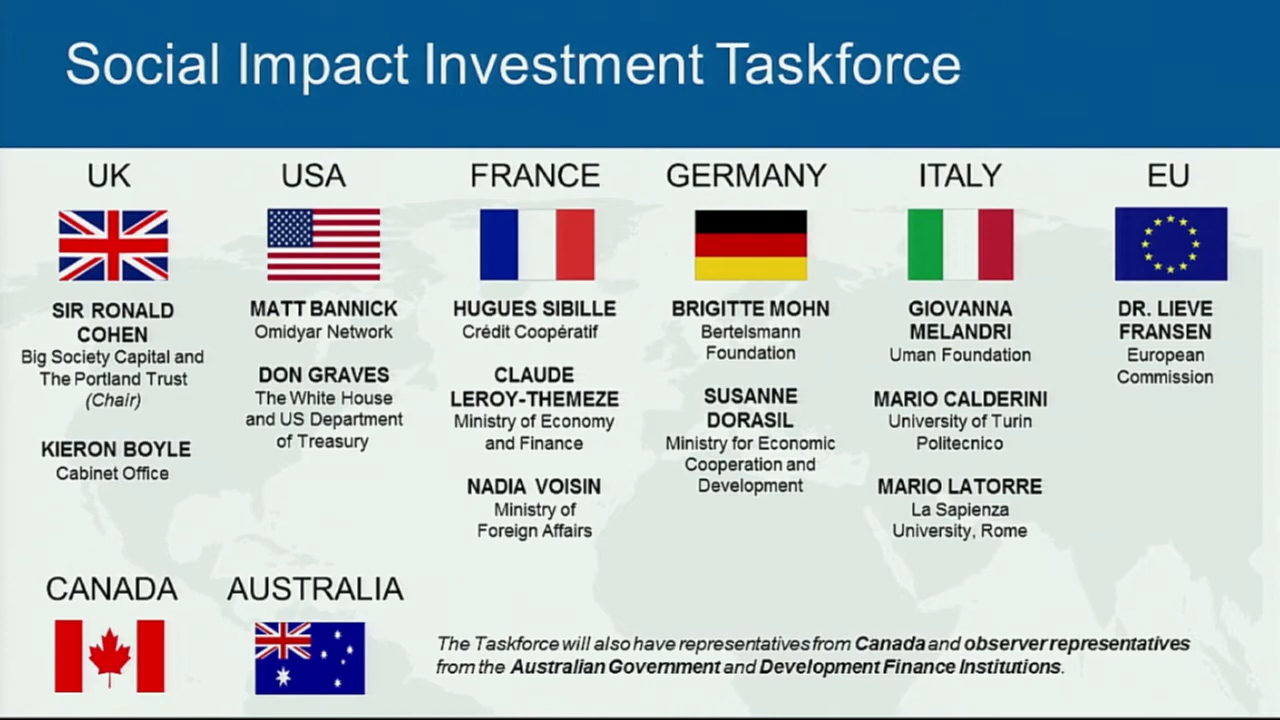 Social Impact Investment Taskforce
UK
SIR RONALD
COHEN
Big Society Capital and
The Portland Trust
(Chair)
KIERON BOYLE
Cabinet Office
USA
MATT BANNICK
Omidyar Network
DON GRAVES
The White House
and US Department
of Treasury
FRANCE
HUGUES SIBILLE
Crédit Coopératif
CLAUDE
LEROY-THEMEZE
Ministry of Economy
and Finance
NADIA VOISIN
Ministry of
Foreign Affairs
GERMANY
BRIGITTE MOHN
Bertelsmann
Foundation
SUSANNE
DORASIL
Ministry for Economic
Cooperation and
Development
ITALY
GIOVANNA
MELANDRI
Uman Foundation
MARIO CALDERINI
University of Turin
Politecnico
MARIO LATORRE
La Sapienza
University, Rome
EU
DR. LIEVE
FRANSEN
European
Commission
CANADA
AUSTRALIA
The Taskforce will also have representatives from Canada and observer representatives
from the Australian Government and Development Finance Institutions.